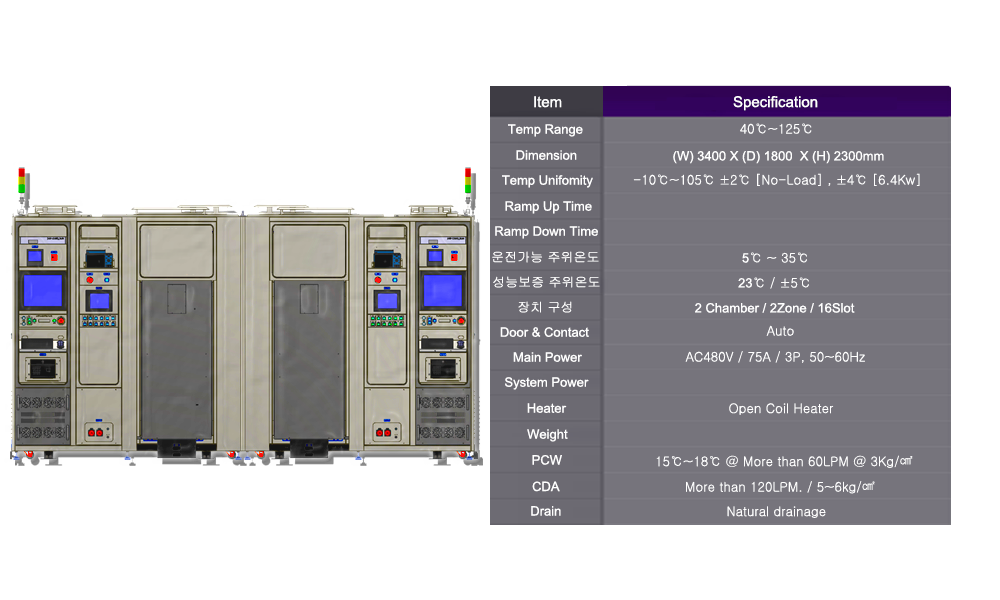 Item Specification
Temp Range 40℃~125℃
Dimension (W) 3400 X (D) 1800 X (H) 2300mm
Temp Unifomity -10℃~105℃ ±2℃ [No-Load] , ±4℃ [6.4Kw]
Ramp Up Time
Ramp Down Time
운전가능 주위온도 5℃ ~ 35℃
성능보증 주위온도 23℃ / ±5℃
장치 구성 2 Chamber / 2Zone / 16Slot
Door & Contact Auto
Main Power AC480V / 75A / 3P, 50~60Hz
System Power
Heater Open Coil Heater
Weight
PCW 15℃~18℃ @ More than 60LPM @ 3Kg/㎠
CDA More than 120LPM. / 5~6kg/㎠
Drain Natural drainage